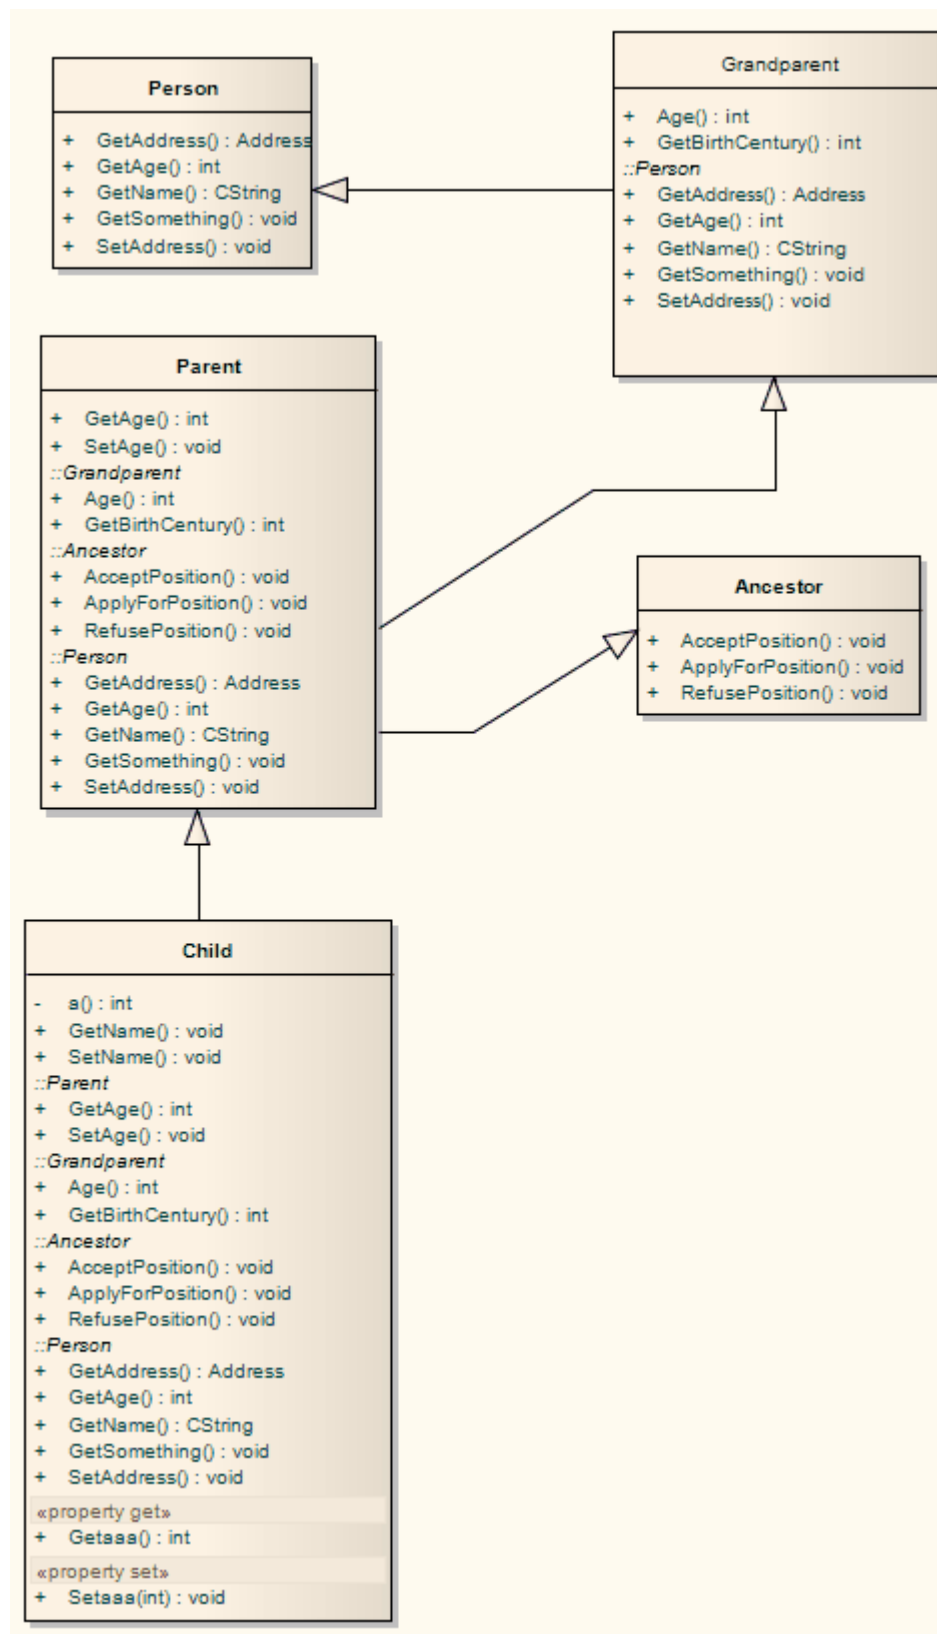 Person
+ GetAddress() : Address
+ GetAge() : int
+ GetName() : CString
+ GetSomething() : void
+ SetAddress() : void
Grandparent
+ Age() : int
+ GetBirthCentury() : int
::Person
+ GetAddress() : Address
+ GetAge() : int
+ GetName() : CString
+ GetSomething() : void
+ SetAddress() : void
Parent
+ GetAge() : int
+ SetAge() : void
::Grandparent
+ Age() : int
+ GetBirthCentury() : int
::Ancestor
+ AcceptPosition() : void
+ ApplyForPosition() : void
+ RefusePosition() : void
::Person
+ GetAddress() : Address
+ GetAge() : int
+ GetName() : CString
+ GetSomething() : void
+ SetAddress() : void
Ancestor
+ AcceptPosition() : void
+ ApplyForPosition() : void
+ RefusePosition() : void
Child
- a() : int
+ GetName() : void
+ SetName() : void
::Parent
+ GetAge() : int
+ SetAge() : void
::Grandparent
+ Age() : int
+ GetBirthCentury() : int
::Ancestor
+ AcceptPosition() : void
+ ApplyForPosition() : void
+ RefusePosition() : void
::Person
+ GetAddress() : Address
+ GetAge() : int
+ GetName() : CString
+ GetSomething() : void
+ SetAddress() : void
«property get»
+ Getaaa() : int
«property set»
+ Setaaa(int) : void